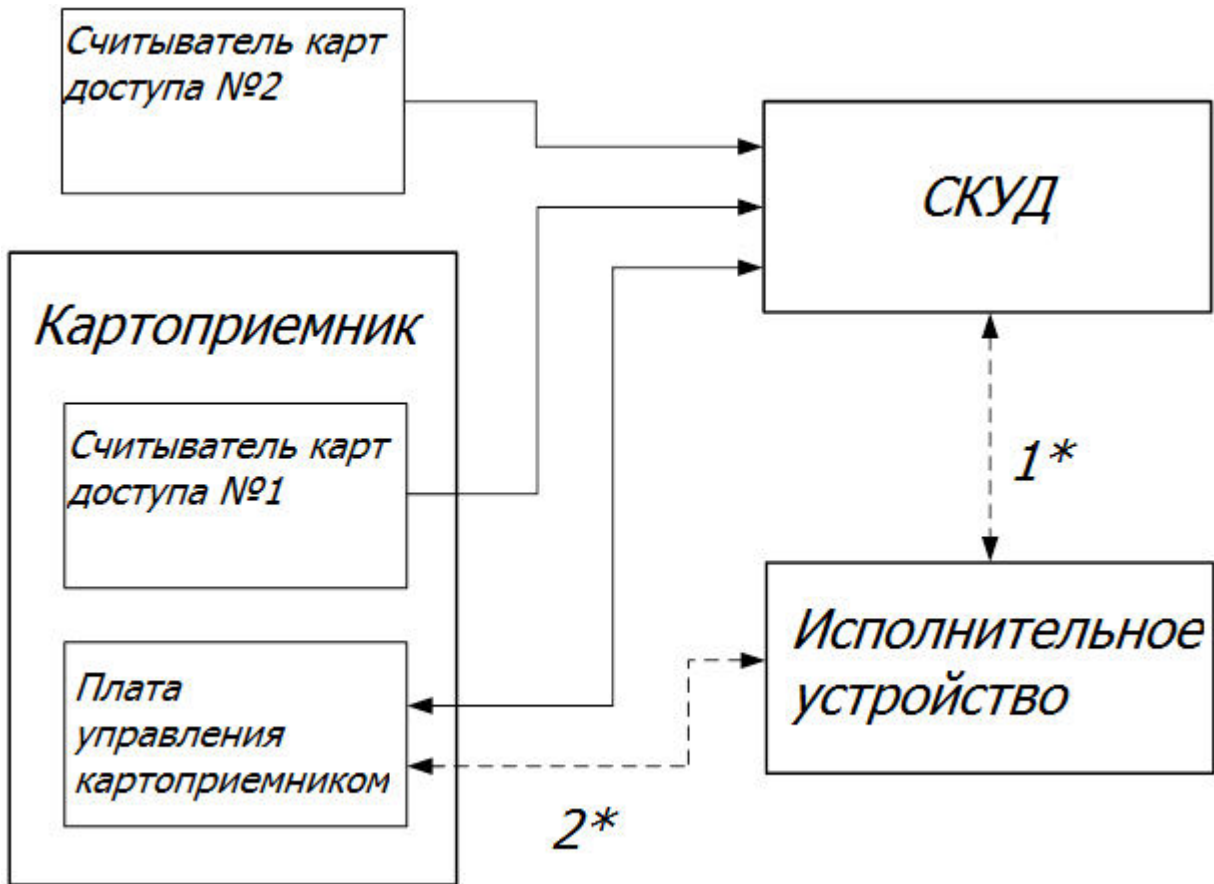 Считыватель карт
доступа №2
СКУД
Картоприемник
Считыватель карт
доступа №1
1*
Исполнительное
устройство
Плата
управления
картоприемником
2*